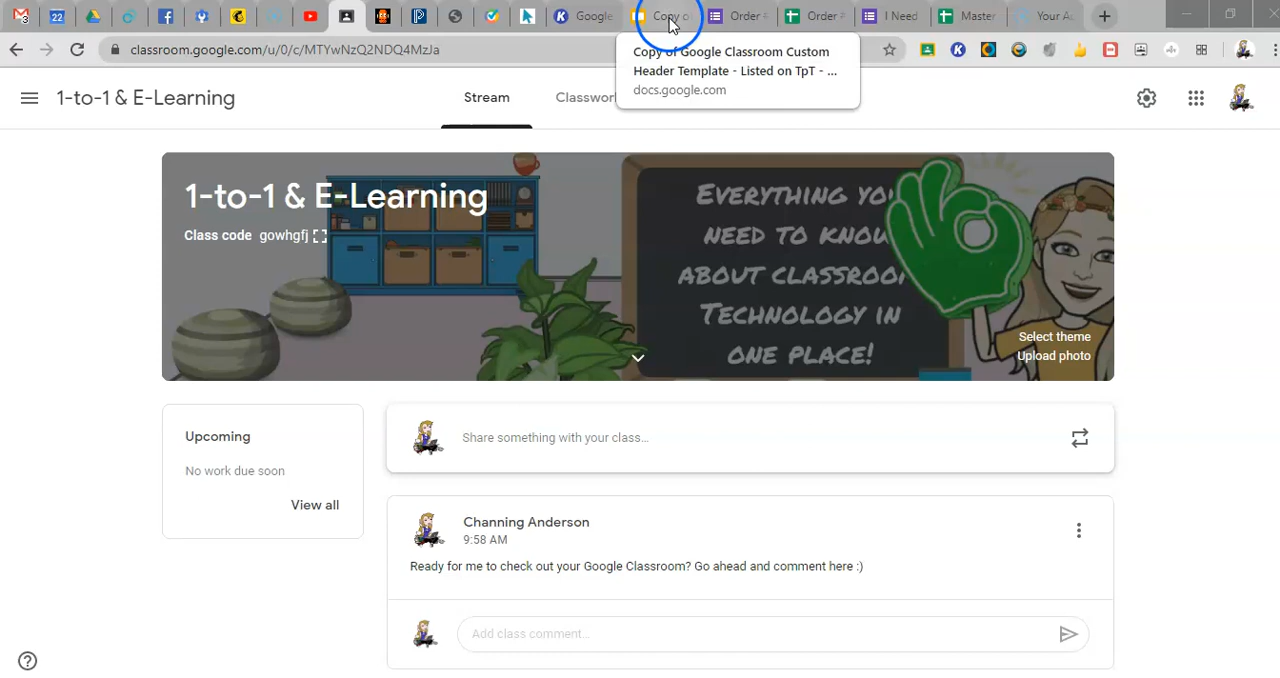 3
22
Google
Copy o
Order #
Order #
I Need
Master
Your Ac
classroom.google.com/u/0/c/MTYwNzQ2NDQ4MzJa
Copy of Google Classroom Custom
Header Template - Listed on TpT - ...
docs.google.com
1-to-1 & E-Learning
Stream
Classwor
1-to-1 & E-Learning
Class code gowhgfj
EVERYTHING YOU
NEED TO KNOW
ABOUT CLASSROOM
TECHNOLOGY IN
ONE PLACE!
Select theme
Upload photo
Upcoming
No work due soon
View all
Share something with your class...
Channing Anderson
9:58 AM
Ready for me to check out your Google Classroom? Go ahead and comment here :)
Add class comment...